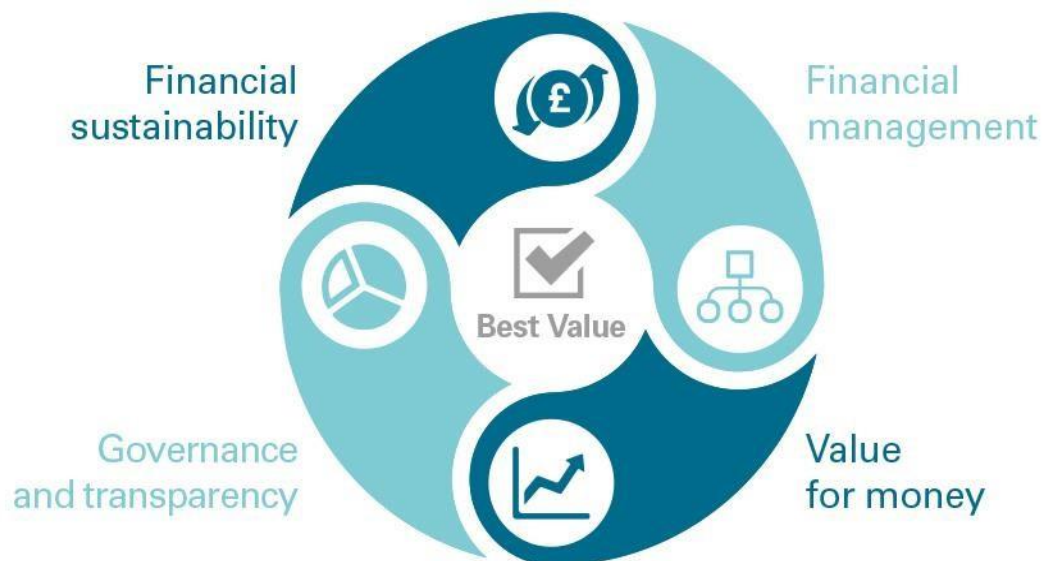 Financial
sustainability
Financial
management
£
Best Value
Governance
and transparency
Value
for money